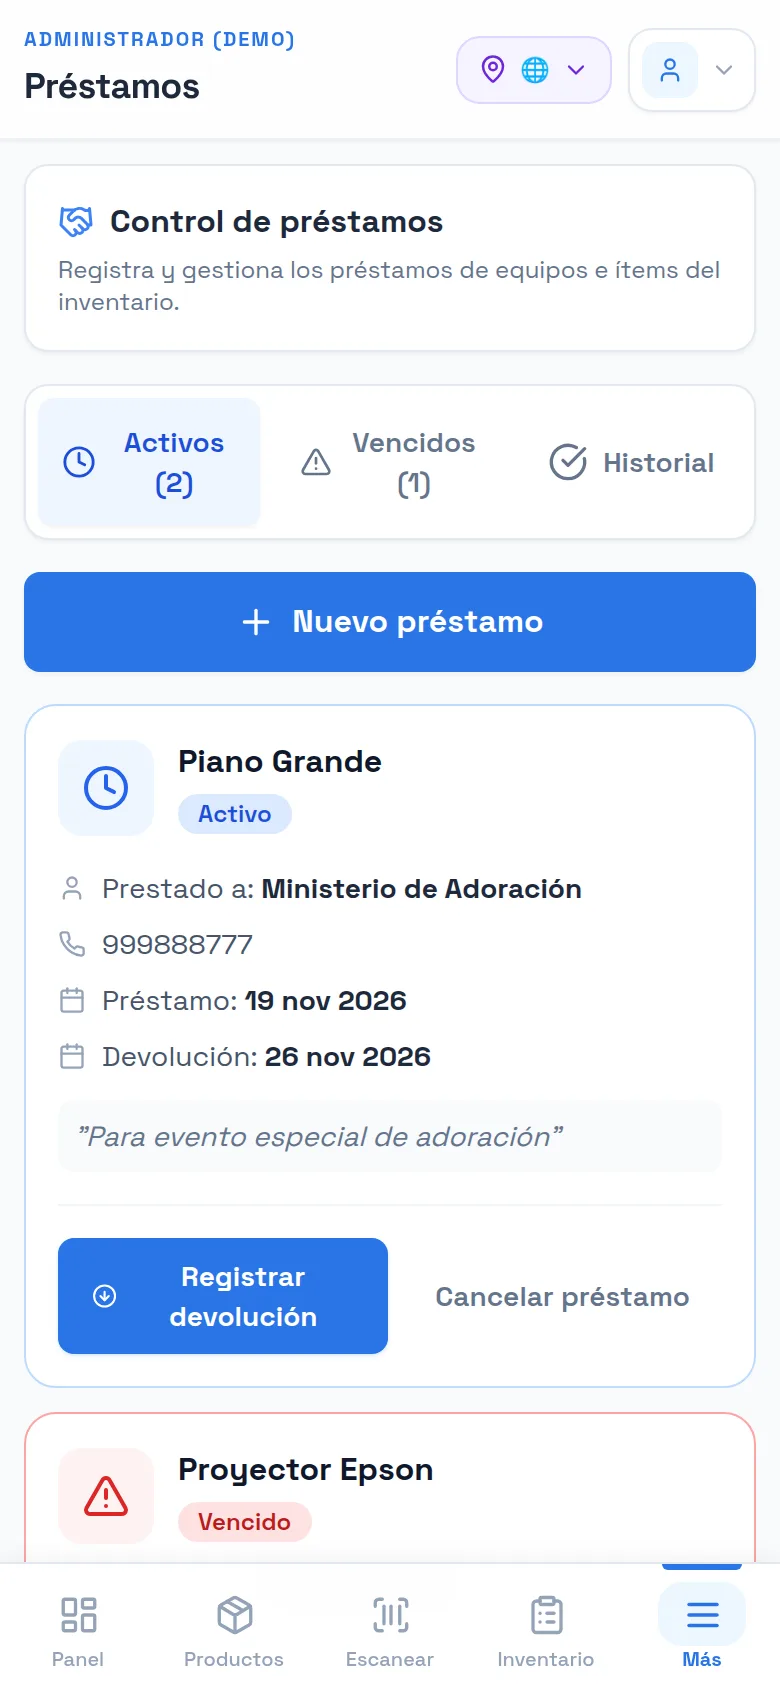 ADMINISTRADOR (DEMO)
Préstamos
Control de préstamos
Registra y gestiona los préstamos de equipos e ítems del
inventario.
Activos
(2)
Vencidos
(1)
Historial
Nuevo préstamo
Piano Grande
Activo
Prestado a: Ministerio de Adoración
999888777
Préstamo: 19 nov 2026
Devolución: 26 nov 2026
"Para evento especial de adoración"
Registrar
devolución
Cancelar préstamo
Proyector Epson
Vencido
Panel
Productos
Escanear
Inventario
Más